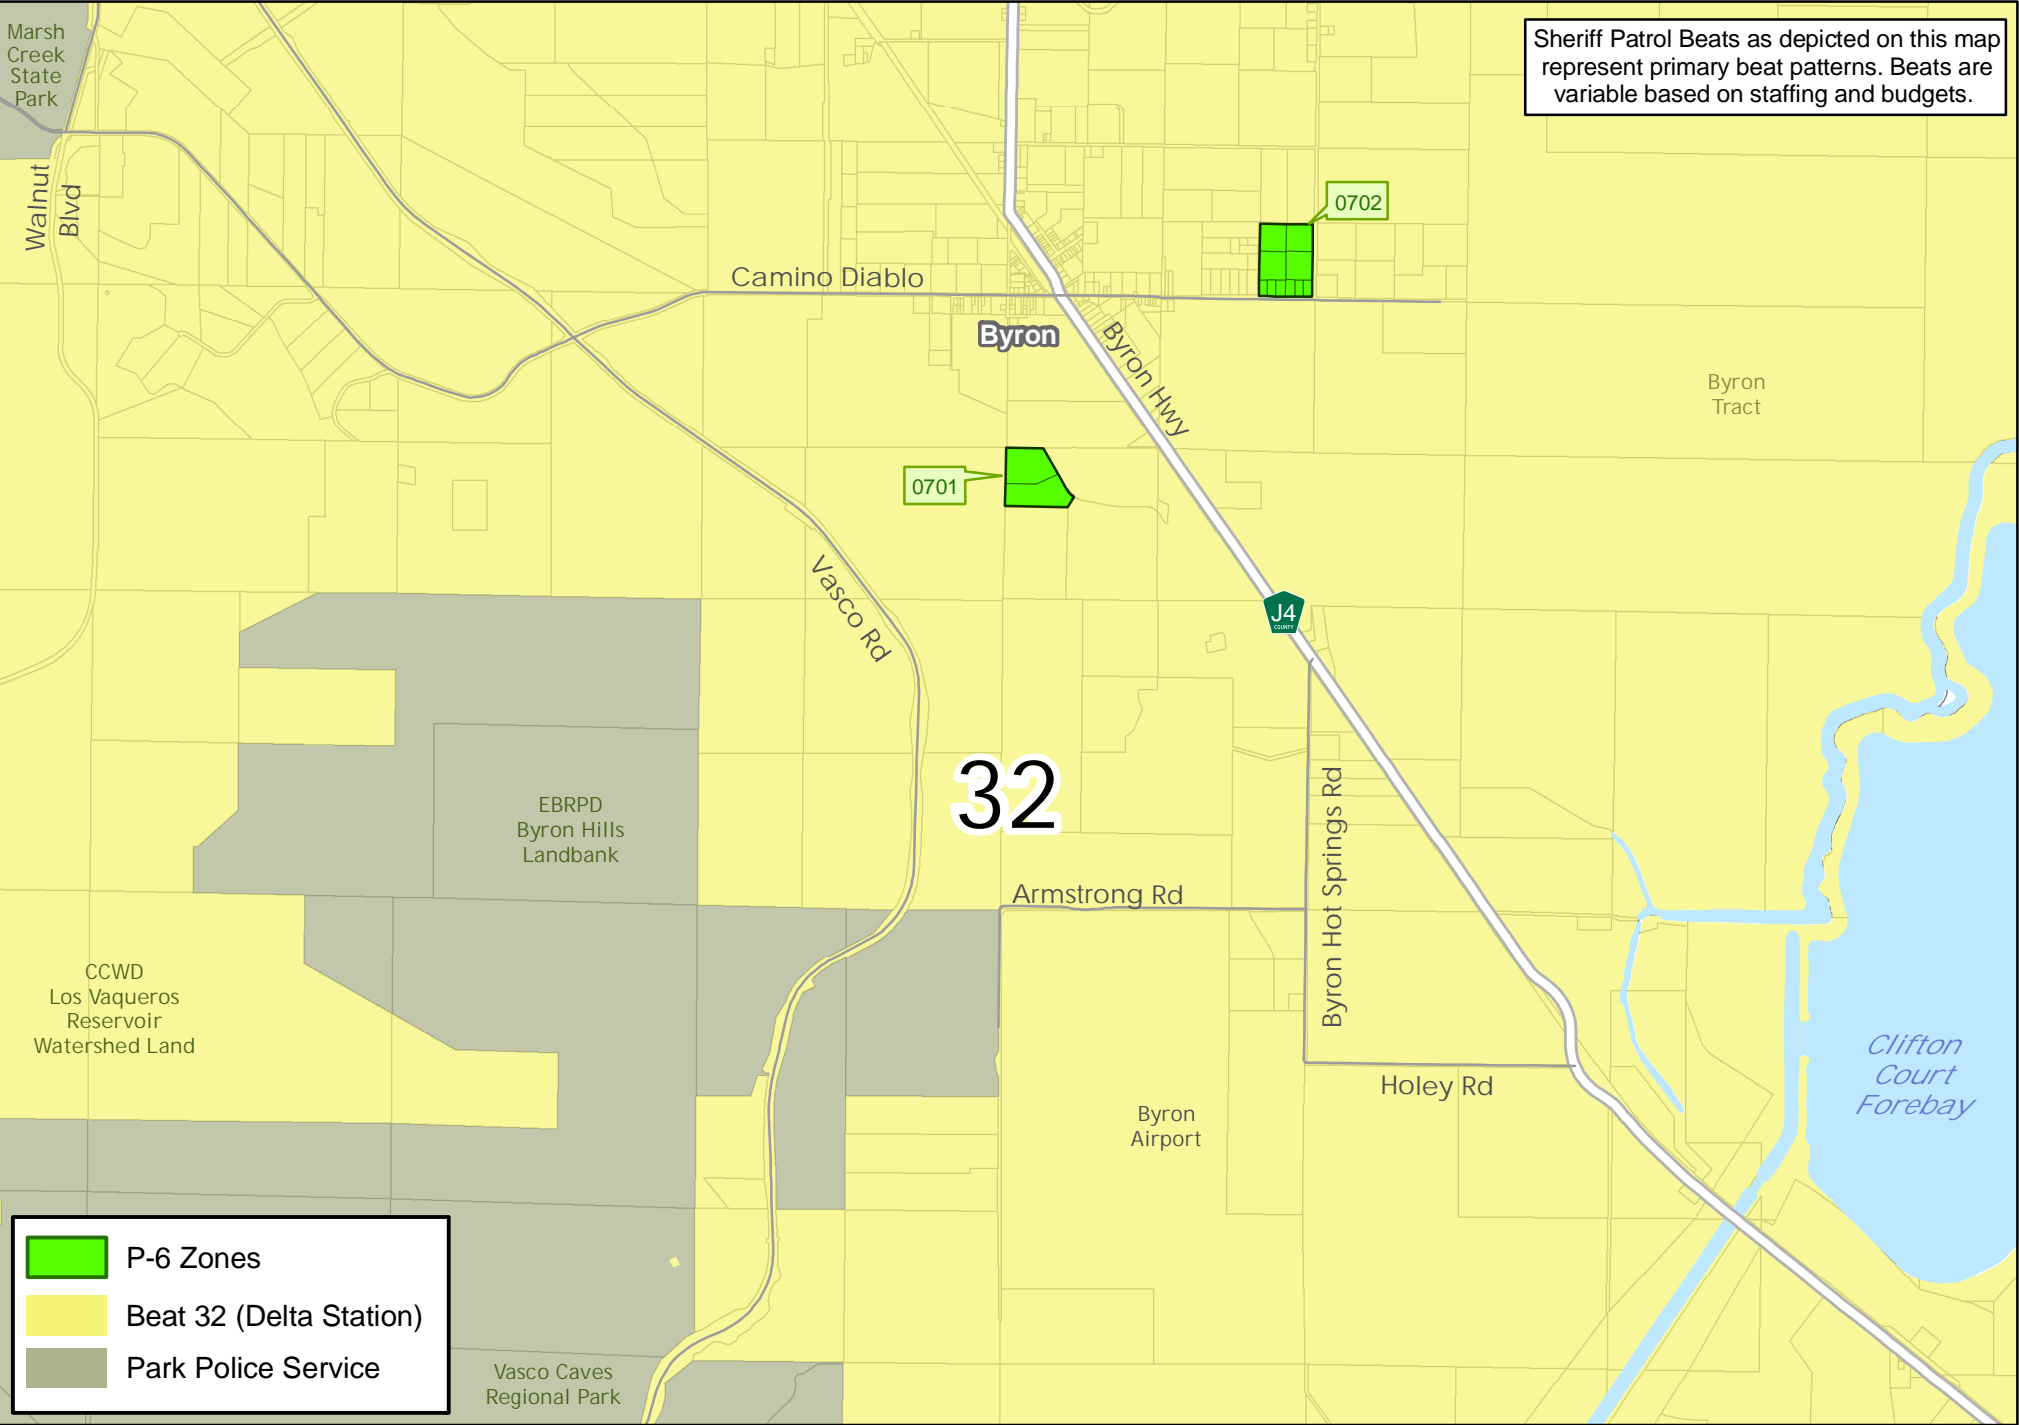 Marsh
Creek
State
Park
Sheriff Patrol Beats as depicted on this map
represent primary beat patterns. Beats are
variable based on staffing and budgets.
Walnut
Blvd
0702
Camino Diablo
Byron
Byron Hwy
Byron
Tract
0701
Vasco Rd
J4
COUNTY
32
EBRPD
Byron Hills
Landbank
Byron Hot Springs Rd
Armstrong Rd
CCWD
Los Vaqueros
Reservoir
Watershed Land
Clifton
Court
Forebay
Holey Rd
Byron
Airport
P-6 Zones
Beat 32 (Delta Station)
Park Police Service
Vasco Caves
Regional Park